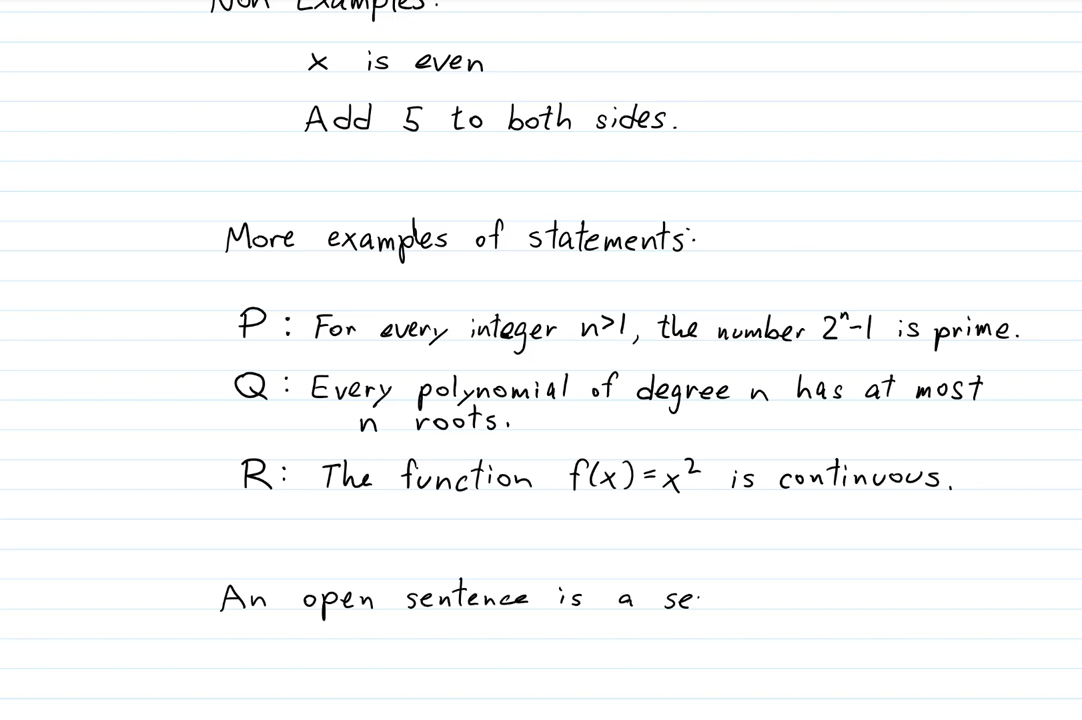 Non Examples:
x is even
Add 5 to both sides.
More examples of statements:
P: For every integer n>1, the number 2ⁿ-1 is prime.
Q: Every polynomial of degree n has at most
n roots.
R: The function f(x)=x² is continuous.
An open sentence is a se